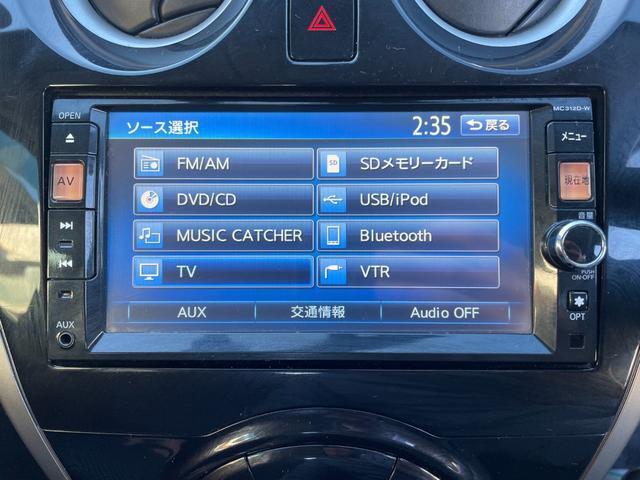 MC312D-W
OPEN
ソース選択 2:35 戻る
メニュー
AV
FM/AM SDメモリーカード
SD
現在地
DVD/CD USB/iPod
音量
MUSIC CATCHER Bluetooth
TV VTR
PUSH
ON·OFF
AUX 交通情報 Audio OFF
AUX
OPT